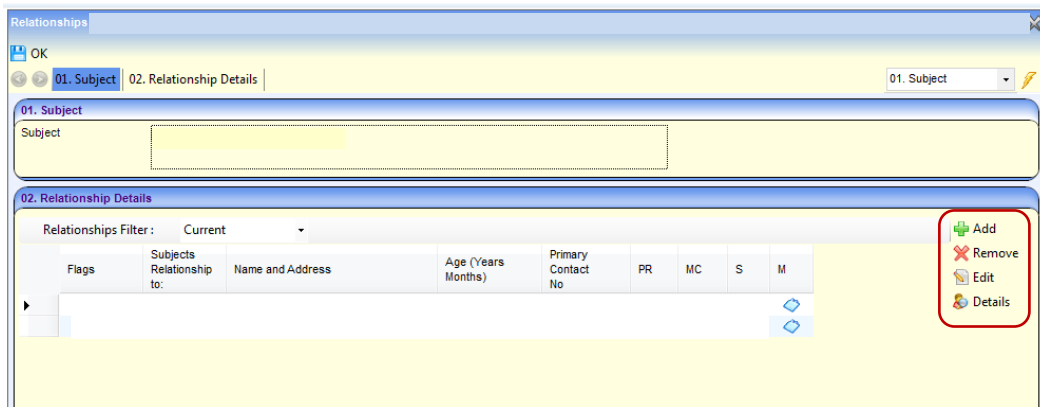 Relationships
OK
01. Subject 02. Relationship Details 01. Subject
01. Subject
Subject
02. Relationship Details
Relationships Filter : Current
Add
Remove
Edit
Details
Flags Subjects Relationship to: Name and Address Age (Years Months) Primary Contact No PR MC S M